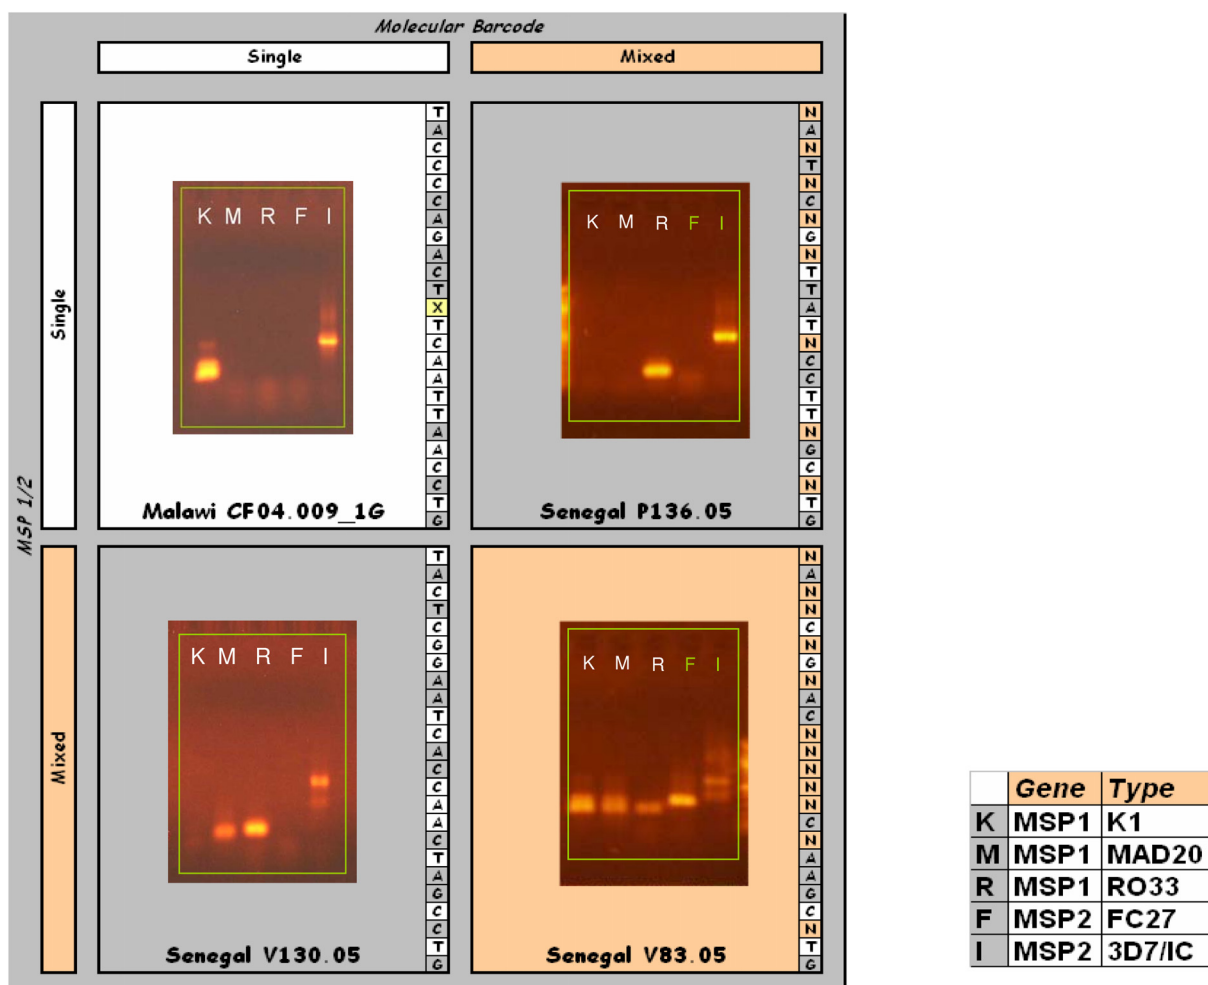 Molecular Barcode
Single
Mixed
MSP 1/2
Single
K M R F I
Malawi CF04.009_1G
T A C C C C A G A C T X T C A A T T A A C C T G
K M R F I
Senegal P136.05
N A N T N C N G N T T A T N C C T T N G C N T G
Mixed
K M R F I
Senegal V130.05
T A C T C G G A A T C A C C A A C T A G C C T G
K M R F I
Senegal V83.05
N A N N C N G N A C N N N N N C N A A G C N T G
Gene Type
K MSP1 K1
M MSP1 MAD20
R MSP1 RO33
F MSP2 FC27
I MSP2 3D7/IC